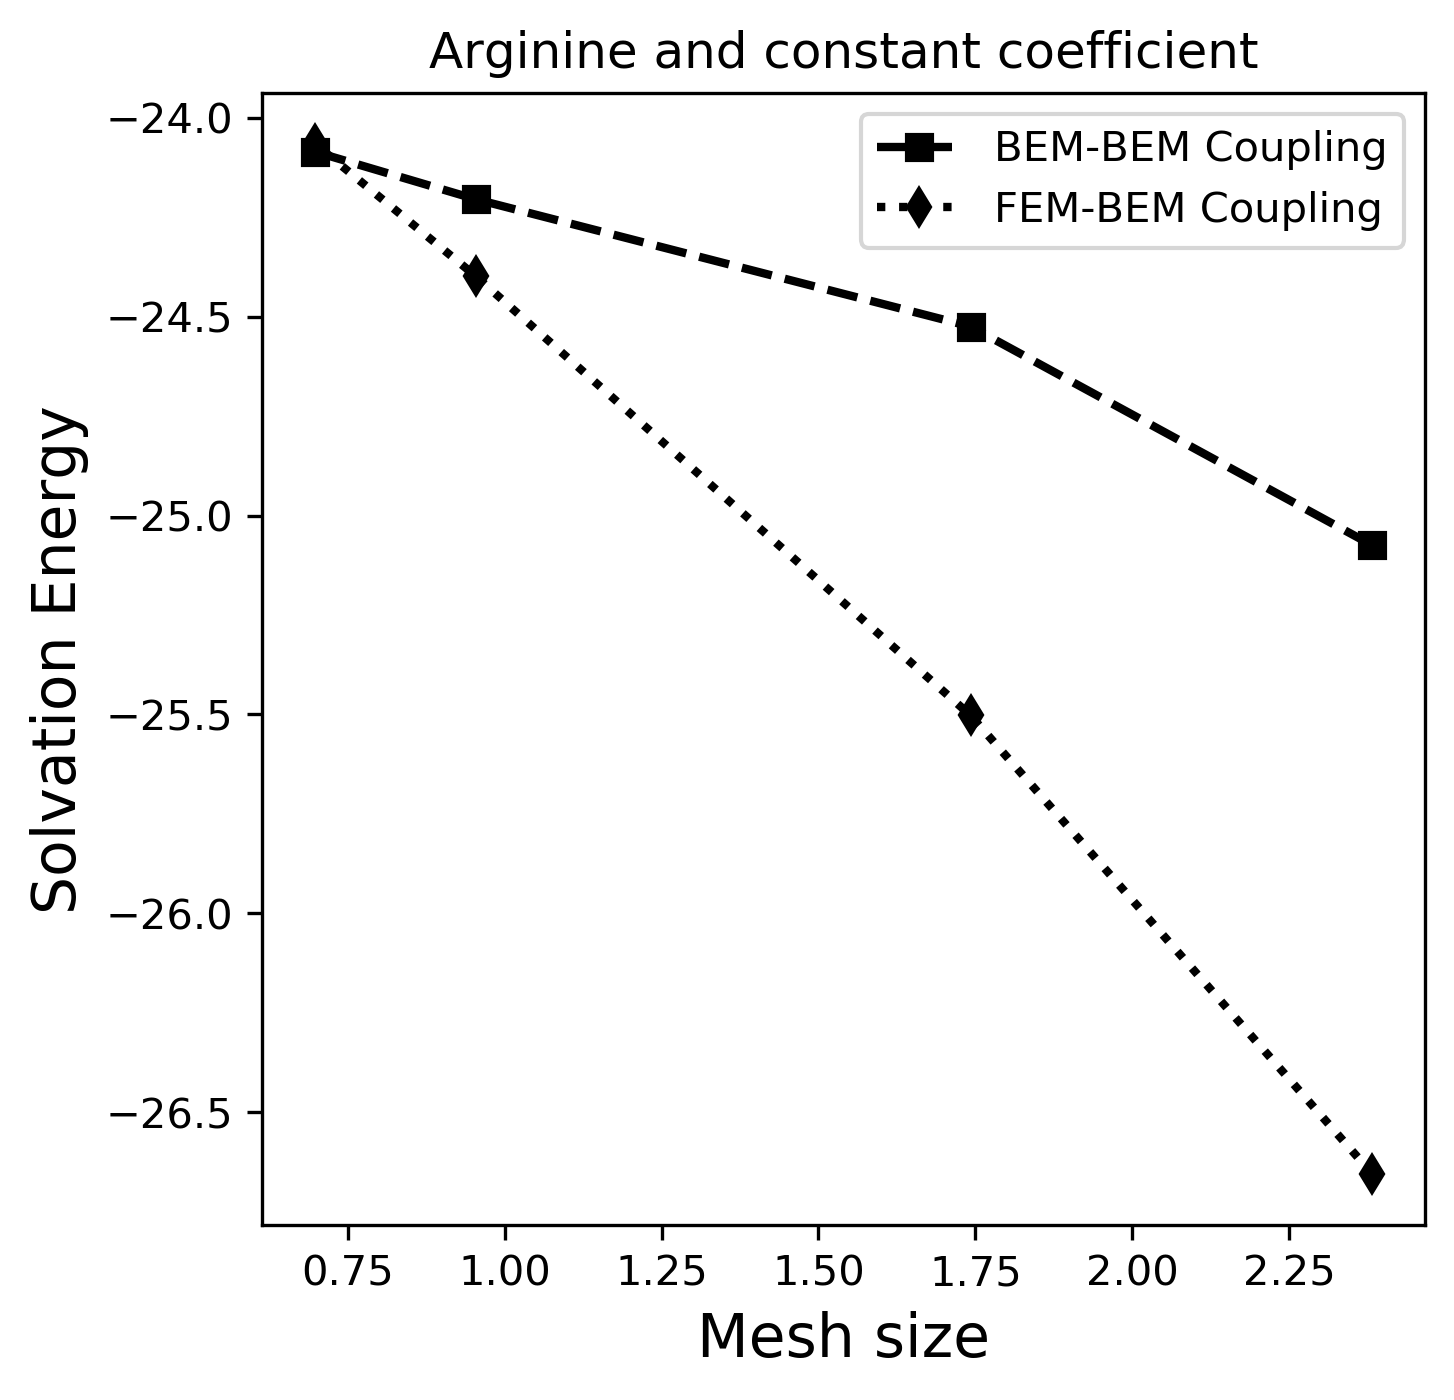 Arginine and constant coefficient
BEM-BEM Coupling
FEM-BEM Coupling
Solvation Energy
−24.0
−24.5
−25.0
−25.5
−26.0
−26.5
0.75 1.00 1.25 1.50 1.75 2.00 2.25
Mesh size